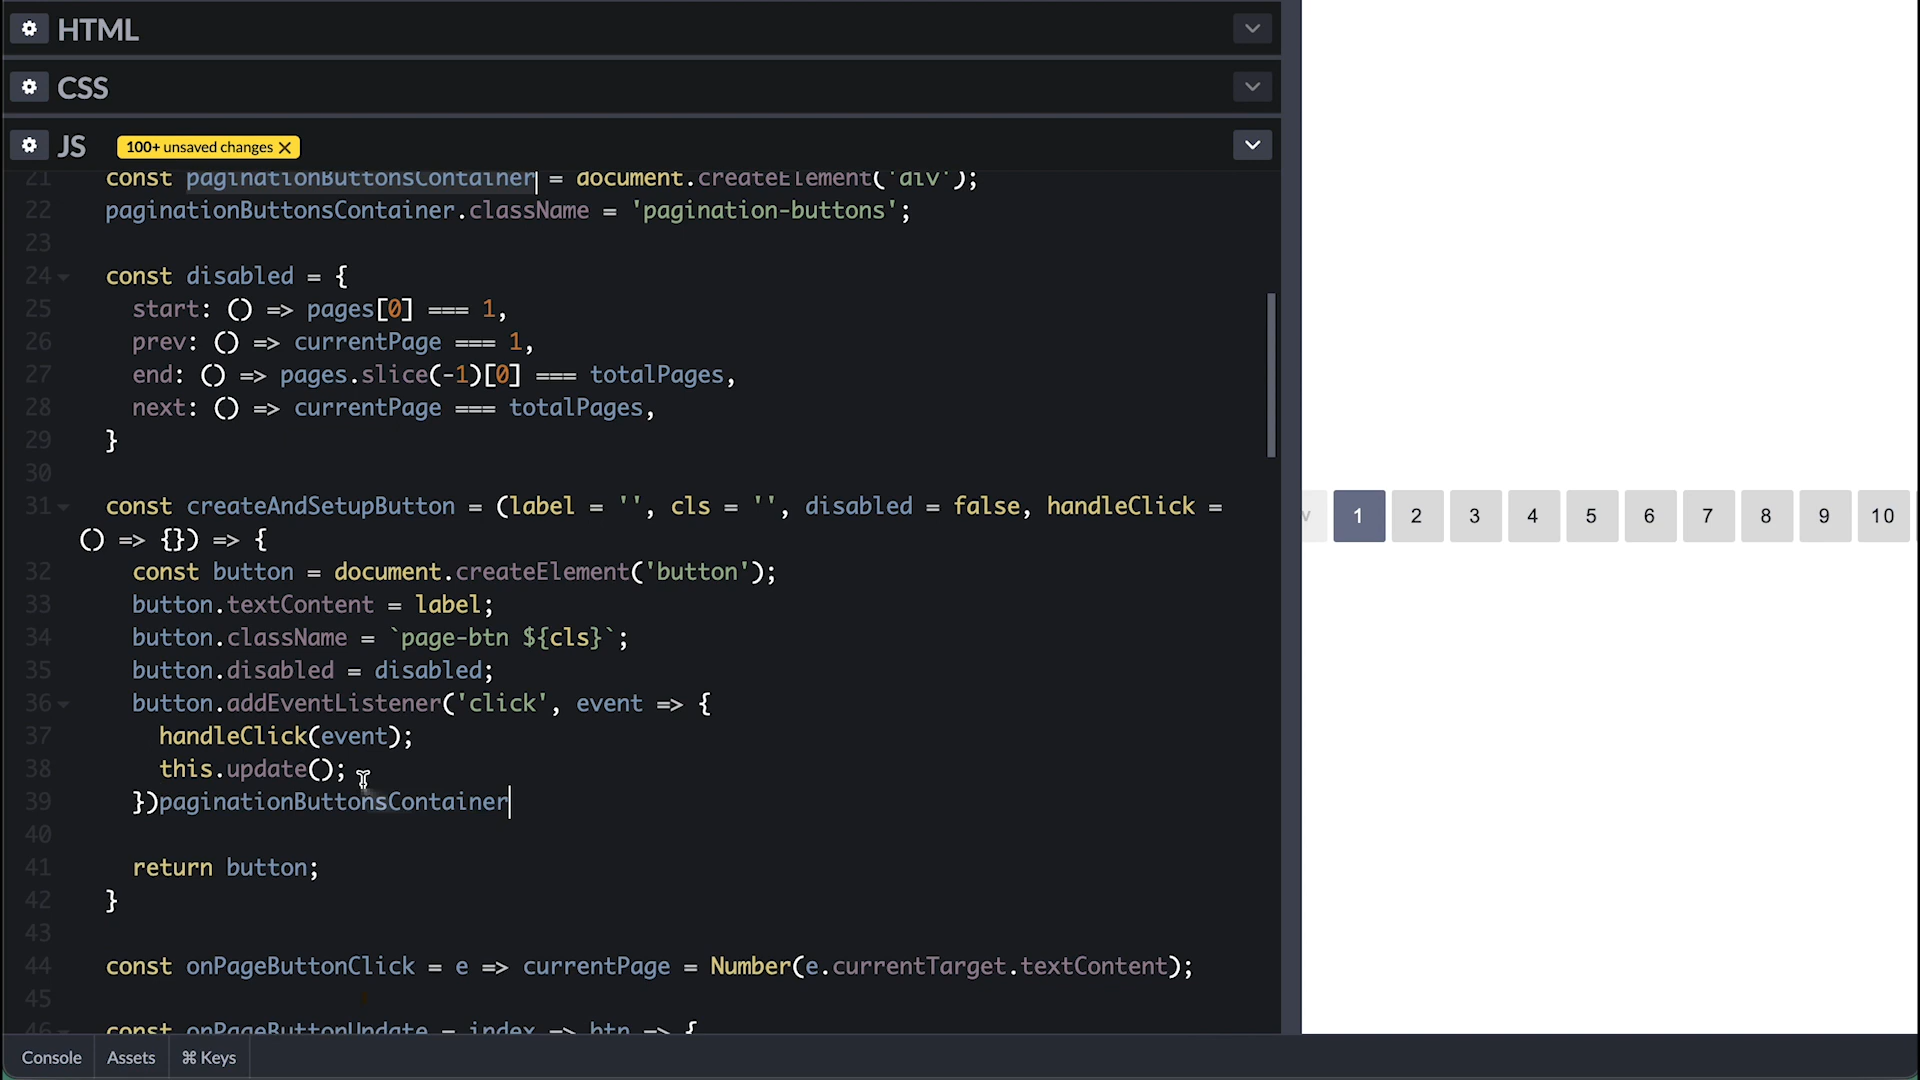 HTML
CSS
JS 100+ unsaved changes ×
21 const paginationButtonsContainer = document.createElement('div');
22 paginationButtonsContainer.className = 'pagination-buttons';
23
24 const disabled = {
25 start: () => pages[0] === 1,
26 prev: () => currentPage === 1,
27 end: () => pages.slice(-1)[0] === totalPages,
28 next: () => currentPage === totalPages,
29 }
30
31 const createAndSetupButton = (label = '', cls = '', disabled = false, handleClick =
() => {}) => {
32 const button = document.createElement('button');
33 button.textContent = label;
34 button.className = `page-btn ${cls}`;
35 button.disabled = disabled;
36 button.addEventListener('click', event => {
37 handleClick(event);
38 this.update();
39 })paginationButtonsContainer
40
41 return button;
42 }
43
44 const onPageButtonClick = e => currentPage = Number(e.currentTarget.textContent);
45
46 const onPageButtonUpdate = index => btn => {
v 1 2 3 4 5 6 7 8 9 10
Console Assets ⌘ Keys